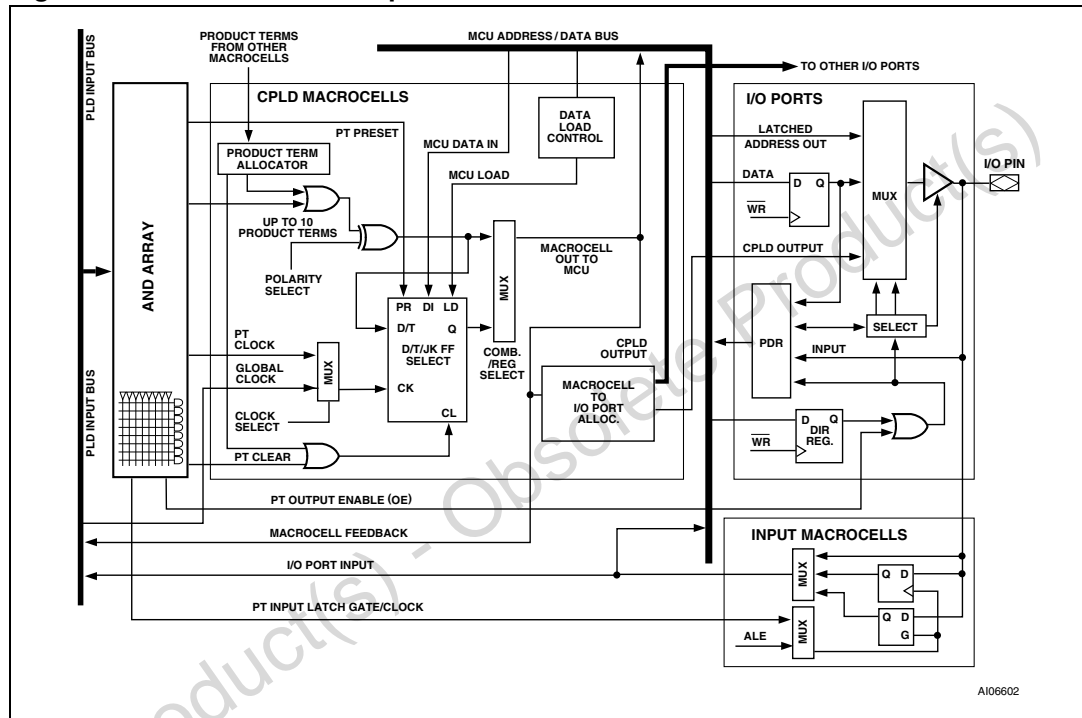 PRODUCT TERMS
FROM OTHER
MACROCELLS
MCU ADDRESS / DATA BUS
TO OTHER I/O PORTS
PLD INPUT BUS
AND ARRAY
PLD INPUT BUS
CPLD MACROCELLS
PT PRESET
PRODUCT TERM
ALLOCATOR
MCU DATA IN
MCU LOAD
DATA
LOAD
CONTROL
UP TO 10
PRODUCT TERMS
POLARITY
SELECT
MUX
MACROCELL
OUT TO
MCU
PR DI LD
D/T Q
D/T/JK FF
SELECT
CK
CL
COMB.
/REG
SELECT
PT
CLOCK
GLOBAL
CLOCK
MUX
CLOCK
SELECT
PT CLEAR
CPLD
OUTPUT
MACROCELL
TO
I/O PORT
ALLOC.
I/O PORTS
LATCHED
ADDRESS OUT
DATA
D Q
WR
MUX
I/O PIN
CPLD OUTPUT
SELECT
PDR
INPUT
D Q
DIR
REG.
WR
PT OUTPUT ENABLE (OE)
MACROCELL FEEDBACK
I/O PORT INPUT
PT INPUT LATCH GATE/CLOCK
INPUT MACROCELLS
MUX
Q D
Q D
G
MUX
ALE
AI06602
Product(s) - Obsolete Product(s)